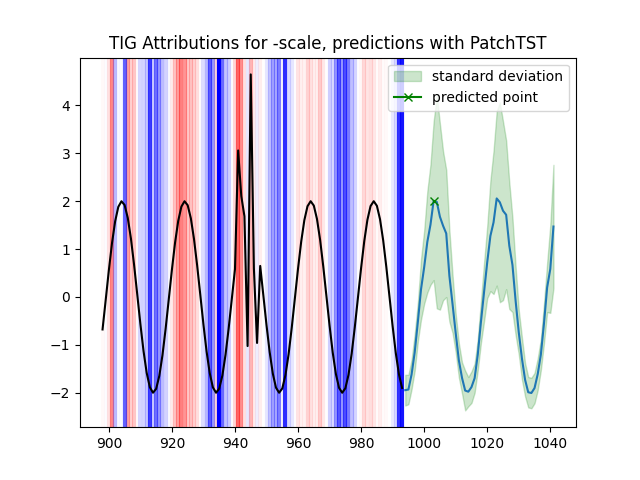 TIG Attributions for -scale, predictions with PatchTST
standard deviation
predicted point
4
3
2
1
0
−1
−2
900 920 940 960 980 1000 1020 1040